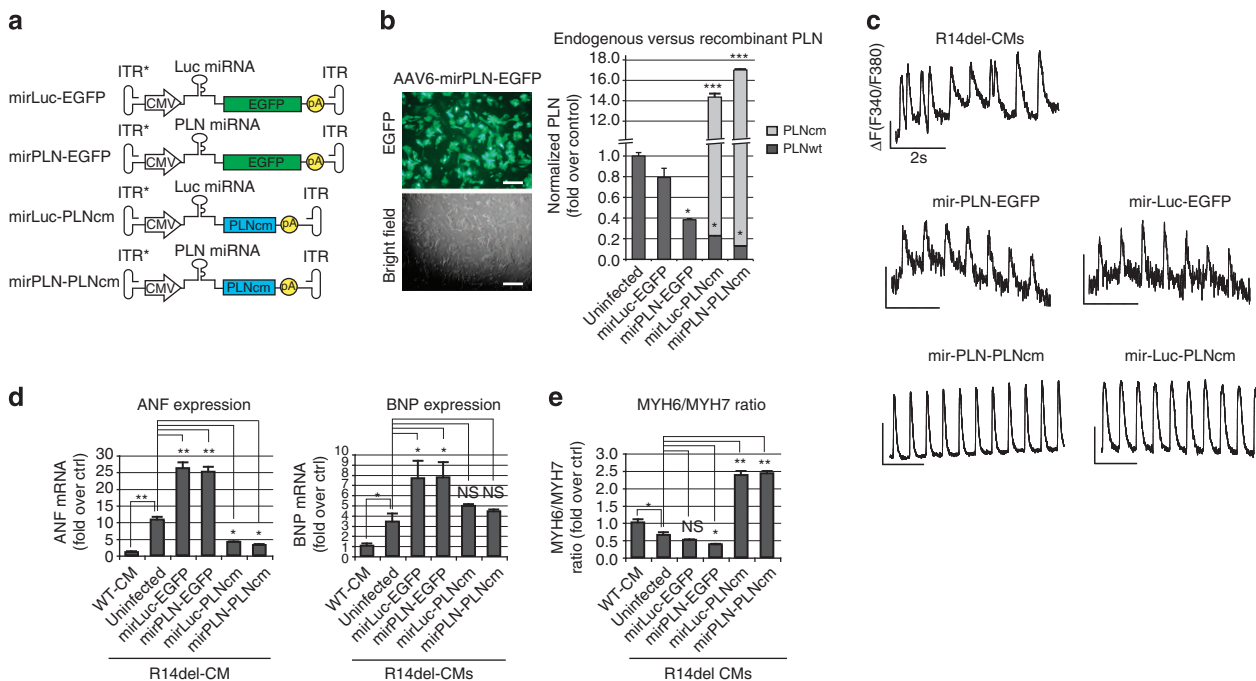 a
ITR*
Luc miRNA
ITR
mirLuc-EGFP
CMV
EGFP
pA
ITR*
PLN miRNA
ITR
mirPLN-EGFP
CMV
EGFP
pA
ITR*
Luc miRNA
ITR
mirLuc-PLNcm
CMV
PLNcm
pA
ITR*
PLN miRNA
ITR
mirPLN-PLNcm
CMV
PLNcm
pA
b
AAV6-mirPLN-EGFP
EGFP
Bright field
Endogenous versus recombinant PLN
Normalized PLN
(fold over control)
18.0
16.0
14.0
12.0
1.0
0.8
0.6
0.4
0.2
0.0
*
***
*
***
*
PLNcm
PLNwt
Uninfected
mirLuc-EGFP
mirPLN-EGFP
mirLuc-PLNcm
mirPLN-PLNcm
c
R14del-CMs
ΔF(F340/F380)
2s
mir-PLN-EGFP
mir-Luc-EGFP
mir-PLN-PLNcm
mir-Luc-PLNcm
d
ANF expression
ANF mRNA
(fold over ctrl)
30
25
20
15
10
5
0
**
**
**
*
*
WT-CM
Uninfected
mirLuc-EGFP
mirPLN-EGFP
mirLuc-PLNcm
mirPLN-PLNcm
R14del-CM
BNP expression
BNP mRNA
(fold over ctrl)
10
9
8
7
6
5
4
3
2
1
0
*
*
*
NS
NS
WT-CM
Uninfected
mirLuc-EGFP
mirPLN-EGFP
mirLuc-PLNcm
mirPLN-PLNcm
R14del-CMs
e
MYH6/MYH7 ratio
MYH6/MYH7
ratio (fold over ctrl)
3.0
2.5
2.0
1.5
1.0
0.5
0.0
*
NS
*
**
**
WT-CM
Uninfected
mirLuc-EGFP
mirPLN-EGFP
mirLuc-PLNcm
mirPLN-PLNcm
R14del CMs